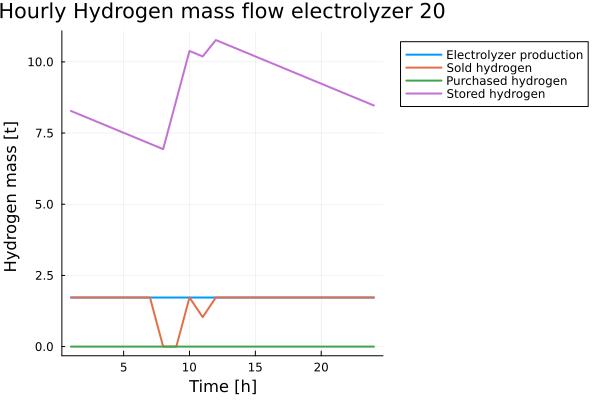 Hourly Hydrogen mass flow electrolyzer 20
Electrolyzer production
Sold hydrogen
Purchased hydrogen
Stored hydrogen
Hydrogen mass [t]
10.0
7.5
5.0
2.5
0.0
5 10 15 20
Time [h]